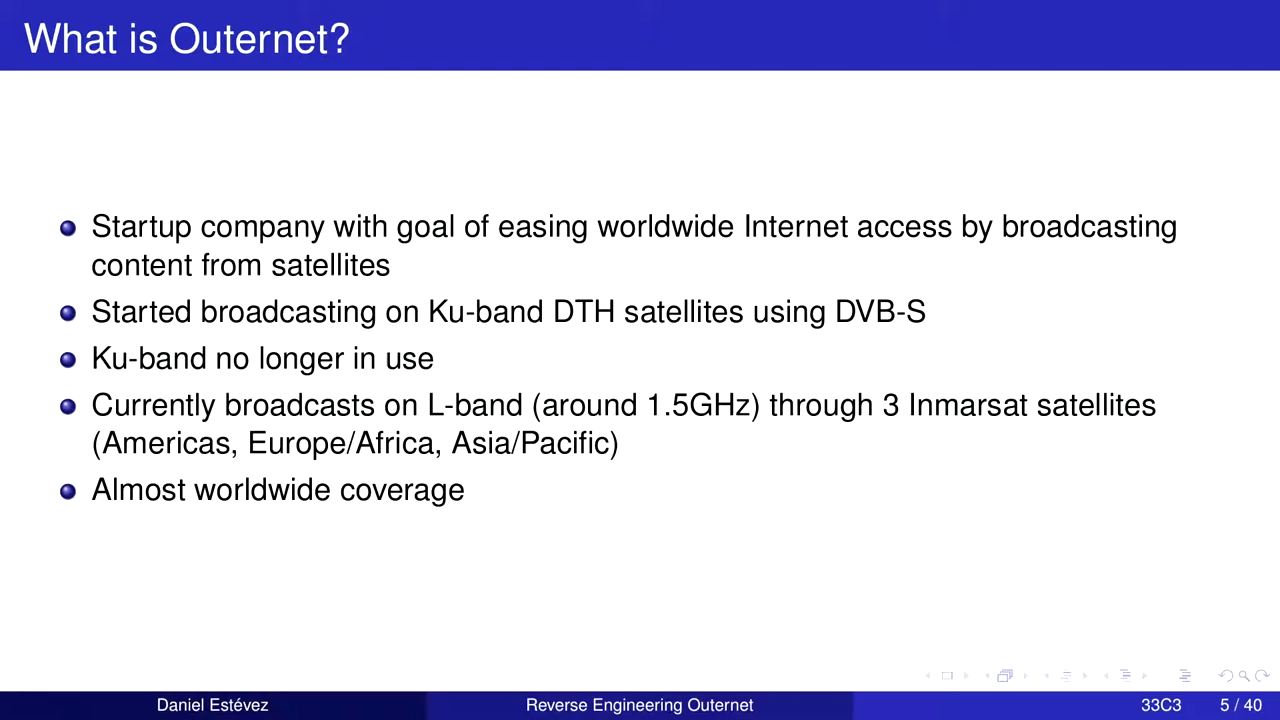 What is Outernet?
Startup company with goal of easing worldwide Internet access by broadcasting
content from satellites
Started broadcasting on Ku-band DTH satellites using DVB-S
Ku-band no longer in use
Currently broadcasts on L-band (around 1.5GHz) through 3 Inmarsat satellites
(Americas, Europe/Africa, Asia/Pacific)
Almost worldwide coverage
Daniel Estévez Reverse Engineering Outernet 33C3 5 / 40